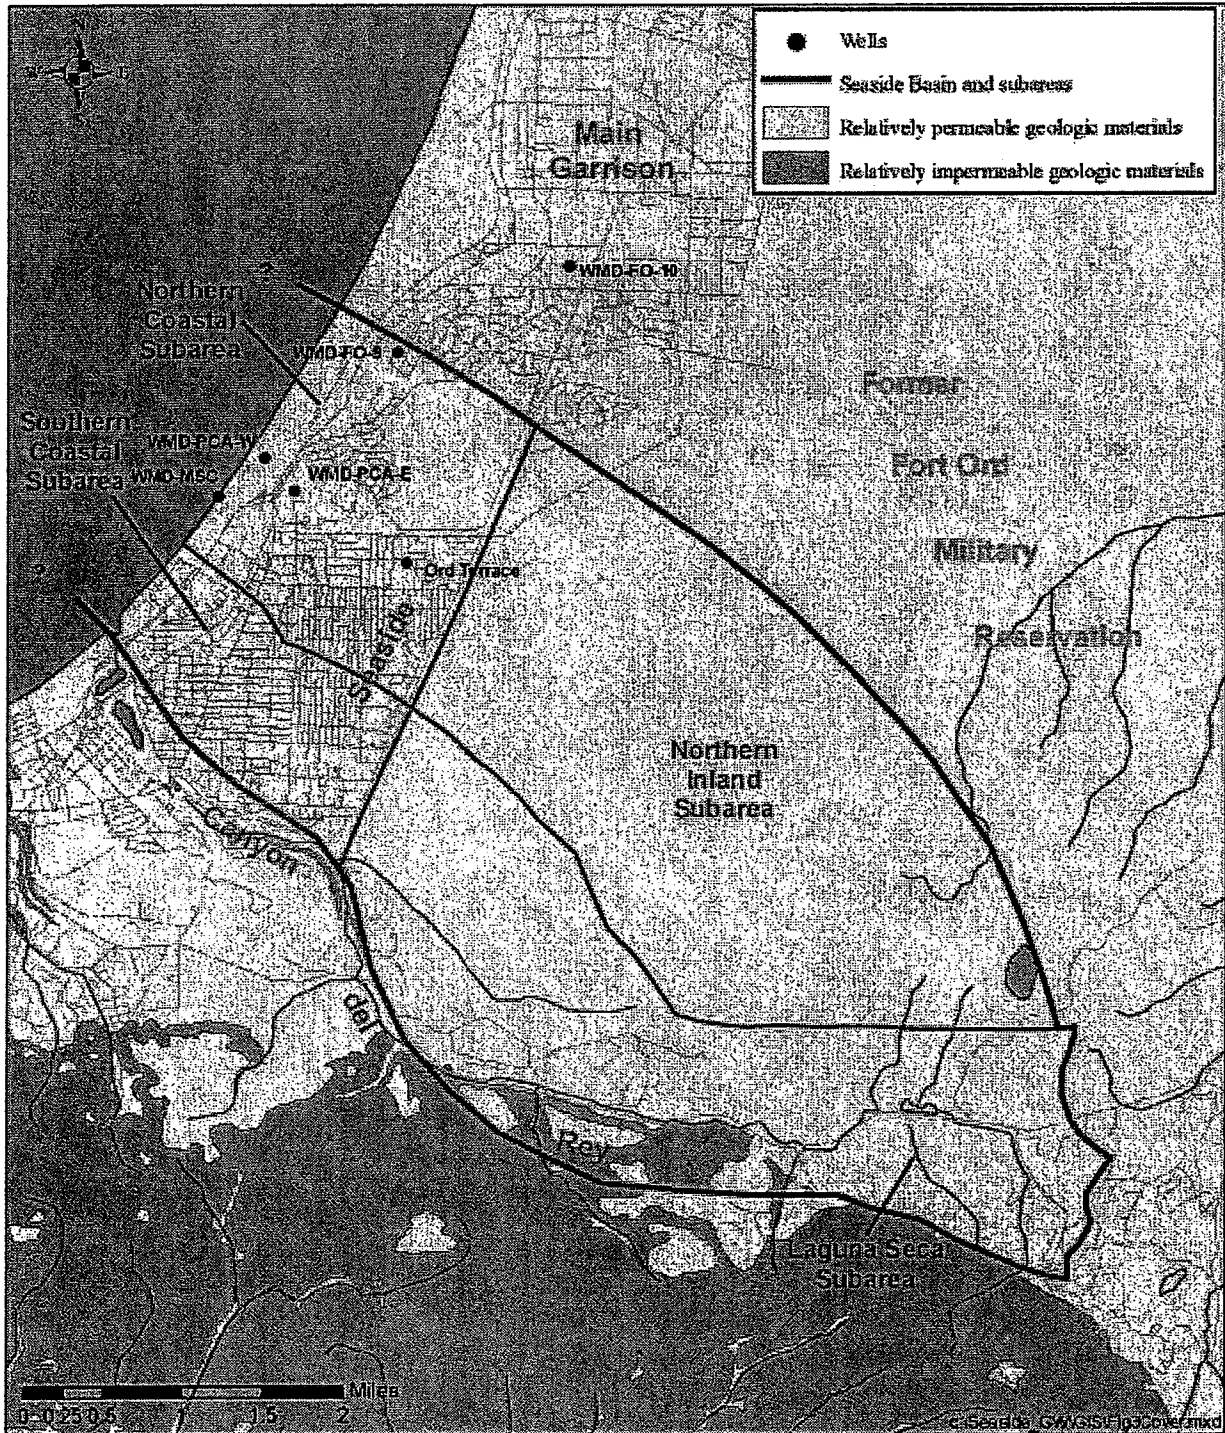 Wells
Seaside Basin and subareas
Relatively permeable geologic materials
Relatively impermeable geologic materials
Main
Garrison
WMD-FO-10
Northern
Coastal
Subarea
WMD-FO-9
Former
Fort Ord
Military
Reservation
Southern
Coastal
Subarea
WMD-PCA-W
WMD-MSC
WMD-PCA-E
Ord Terrace
Seaside
Northern
Inland
Subarea
Canyon
del
Rey
Laguna Seca
Subarea
Miles
0 0.25 0.5 1 1.5 2